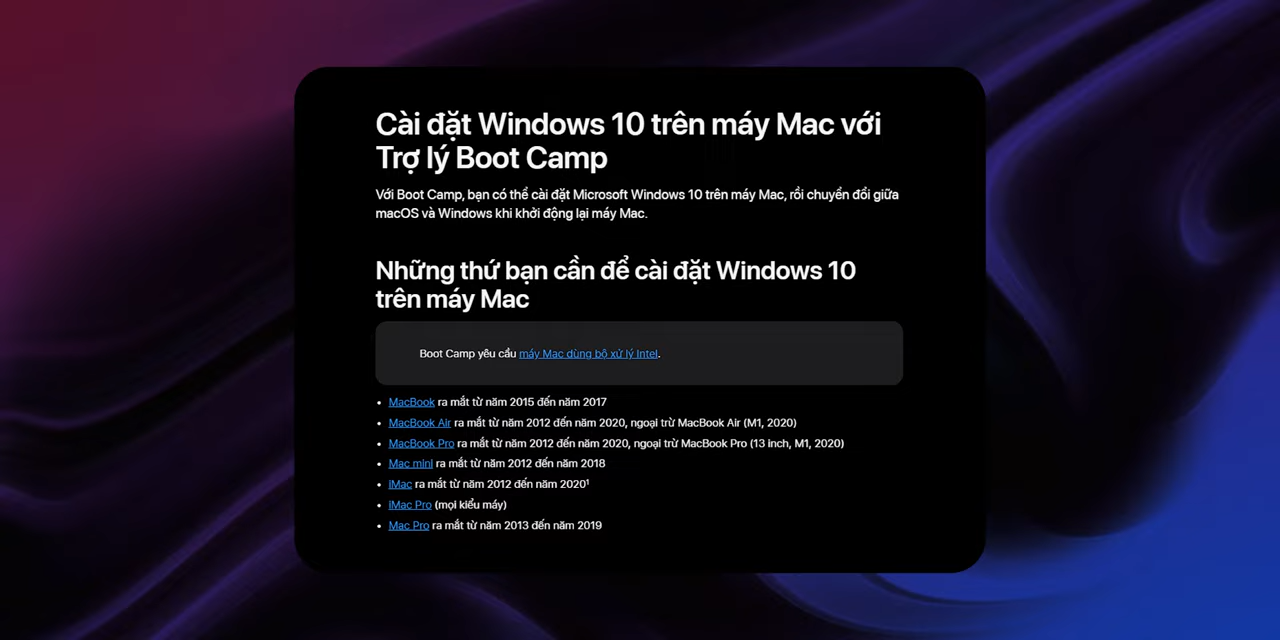 Cài đặt Windows 10 trên máy Mac với
Trợ lý Boot Camp
Với Boot Camp, bạn có thể cài đặt Microsoft Windows 10 trên máy Mac, rồi chuyển đổi giữa
macOS và Windows khi khởi động lại máy Mac.
Những thứ bạn cần để cài đặt Windows 10
trên máy Mac
Boot Camp yêu cầu máy Mac dùng bộ xử lý Intel.
• MacBook ra mắt từ năm 2015 đến năm 2017
• MacBook Air ra mắt từ năm 2012 đến năm 2020, ngoại trừ MacBook Air (M1, 2020)
• MacBook Pro ra mắt từ năm 2012 đến năm 2020, ngoại trừ MacBook Pro (13 inch, M1, 2020)
• Mac mini ra mắt từ năm 2012 đến năm 2018
• iMac ra mắt từ năm 2012 đến năm 2020¹
• iMac Pro (mọi kiểu máy)
• Mac Pro ra mắt từ năm 2013 đến năm 2019